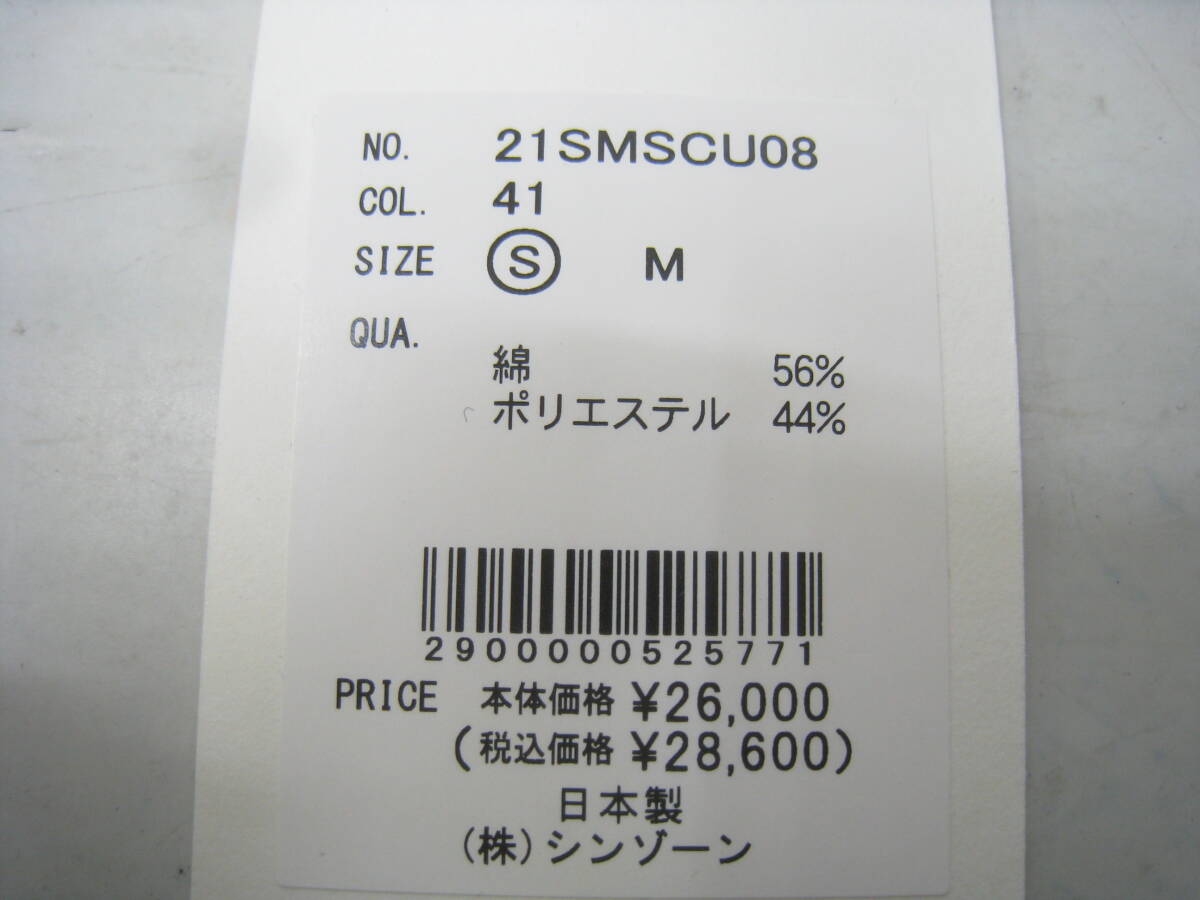 NO. 21SMSCU08
COL. 41
SIZE S M
QUA.
綿 56%
ポリエステル 44%
2900000525771
PRICE 本体価格 ¥26,000
(税込価格 ¥28,600)
日本製
(株)シンゾーン